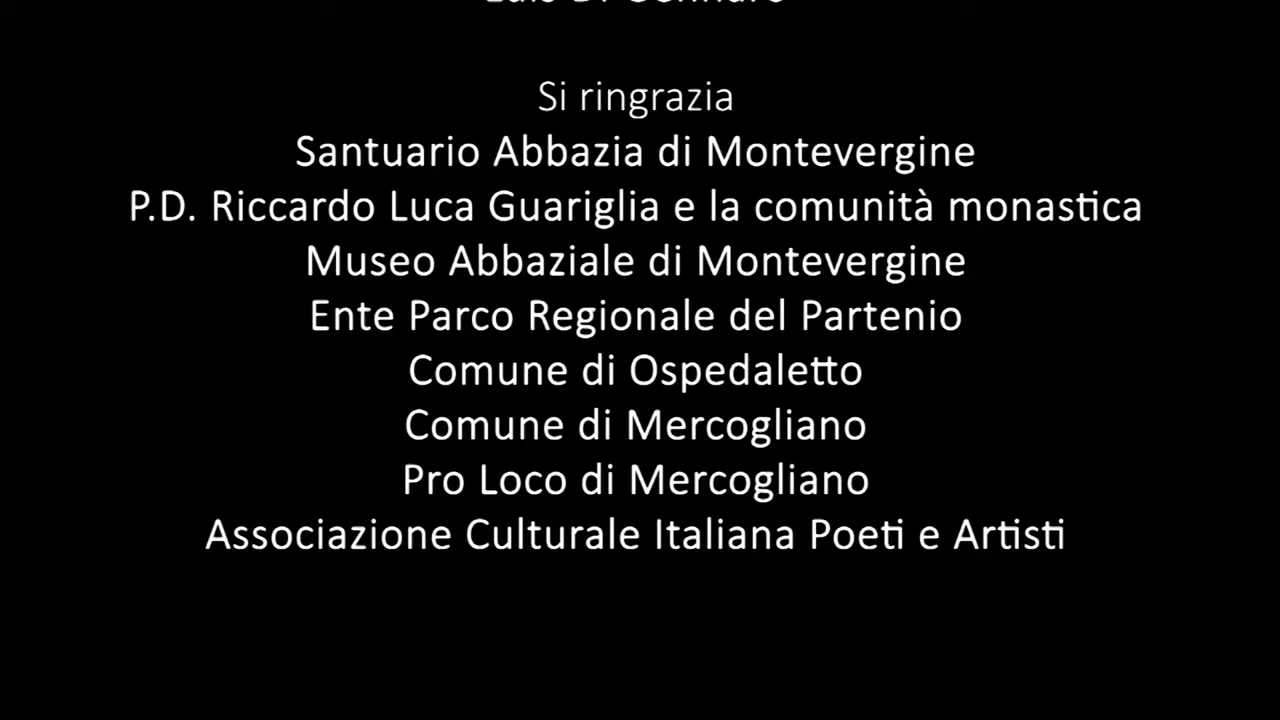 Si ringrazia
Santuario Abbazia di Montevergine
P.D. Riccardo Luca Guariglia e la comunità monastica
Museo Abbaziale di Montevergine
Ente Parco Regionale del Partenio
Comune di Ospedaletto
Comune di Mercogliano
Pro Loco di Mercogliano
Associazione Culturale Italiana Poeti e Artisti